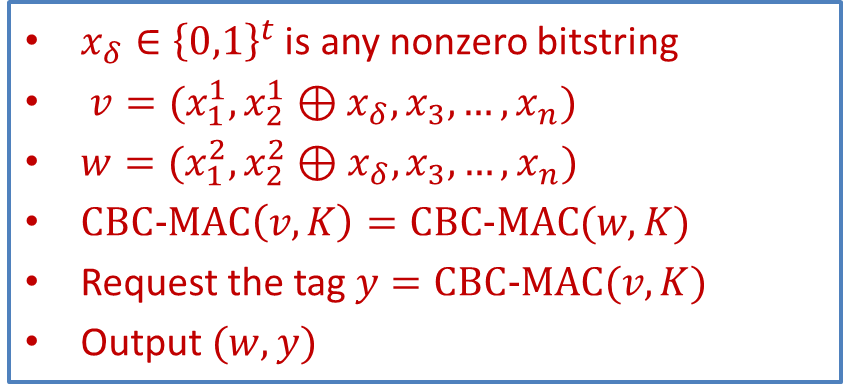 • x_δ ∈ {0,1}^t is any nonzero bitstring
• v = (x_1^1, x_2^1 ⊕ x_δ, x_3, … , x_n)
• w = (x_1^2, x_2^2 ⊕ x_δ, x_3, … , x_n)
• CBC-MAC(v, K) = CBC-MAC(w, K)
• Request the tag y = CBC-MAC(v, K)
• Output (w, y)